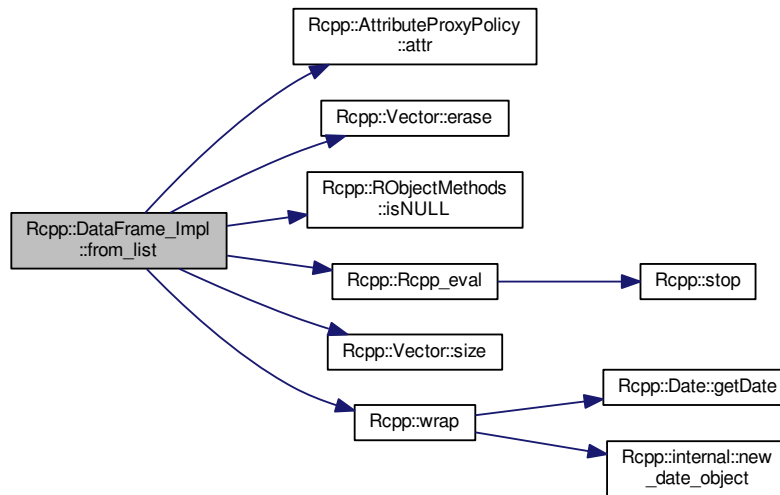 Rcpp::AttributeProxyPolicy
::attr
Rcpp::Vector::erase
Rcpp::RObjectMethods
::isNULL
Rcpp::DataFrame_Impl
::from_list
Rcpp::Rcpp_eval
Rcpp::stop
Rcpp::Vector::size
Rcpp::Date::getDate
Rcpp::wrap
Rcpp::internal::new
_date_object